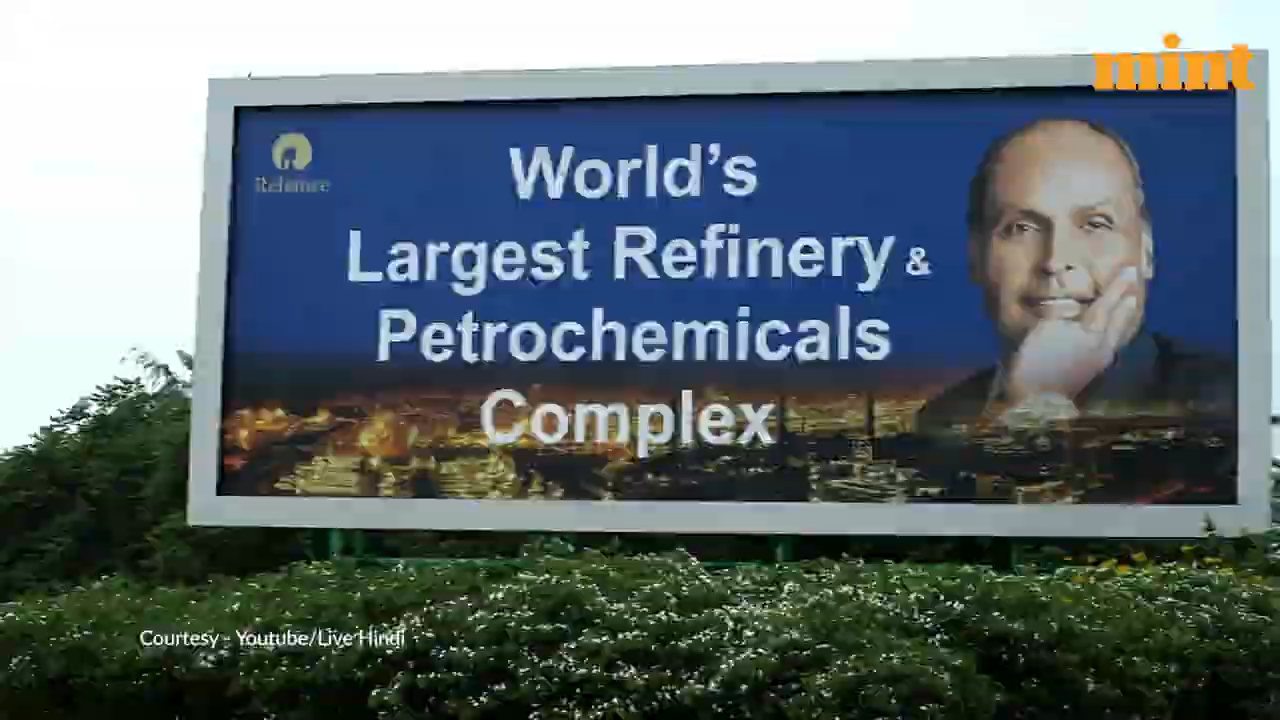 mint
Reliance
World's
Largest Refinery &
Petrochemicals
Complex
Courtesy - Youtube/Live Hindi